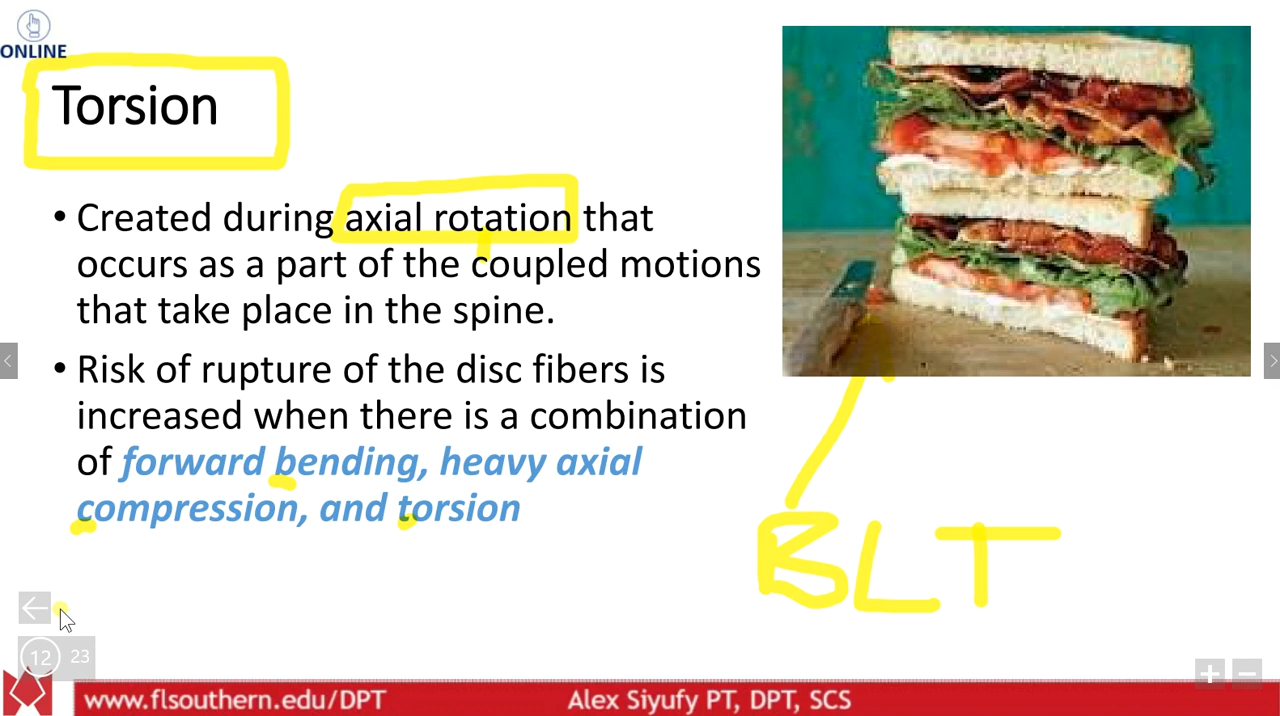 ONLINE
Torsion
• Created during axial rotation that
occurs as a part of the coupled motions
that take place in the spine.
• Risk of rupture of the disc fibers is
increased when there is a combination
of forward bending, heavy axial
compression, and torsion
BLT
12 23
www.flsouthern.edu/DPT Alex Siyufy PT, DPT, SCS